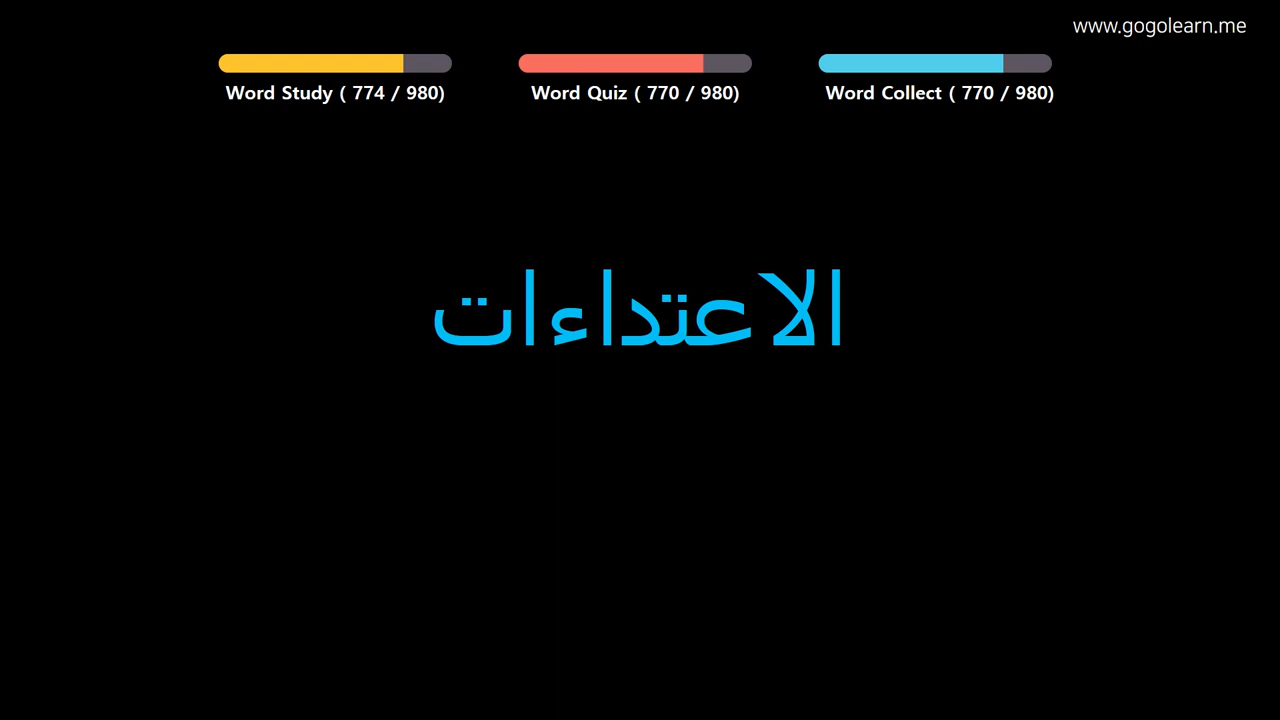 www.gogolearn.me
Word Study ( 774 / 980)
Word Quiz ( 770 / 980)
Word Collect ( 770 / 980)
الاعتداءات